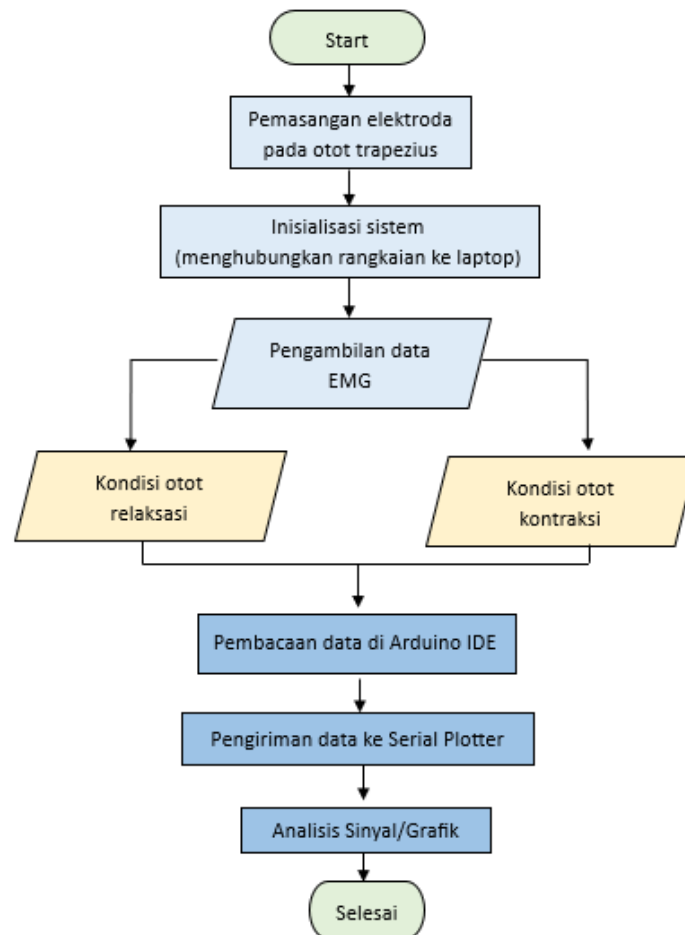 Start
Pemasangan elektroda
pada otot trapezius
Inisialisasi sistem
(menghubungkan rangkaian ke laptop)
Pengambilan data
EMG
Kondisi otot
relaksasi
Kondisi otot
kontraksi
Pembacaan data di Arduino IDE
Pengiriman data ke Serial Plotter
Analisis Sinyal/Grafik
Selesai